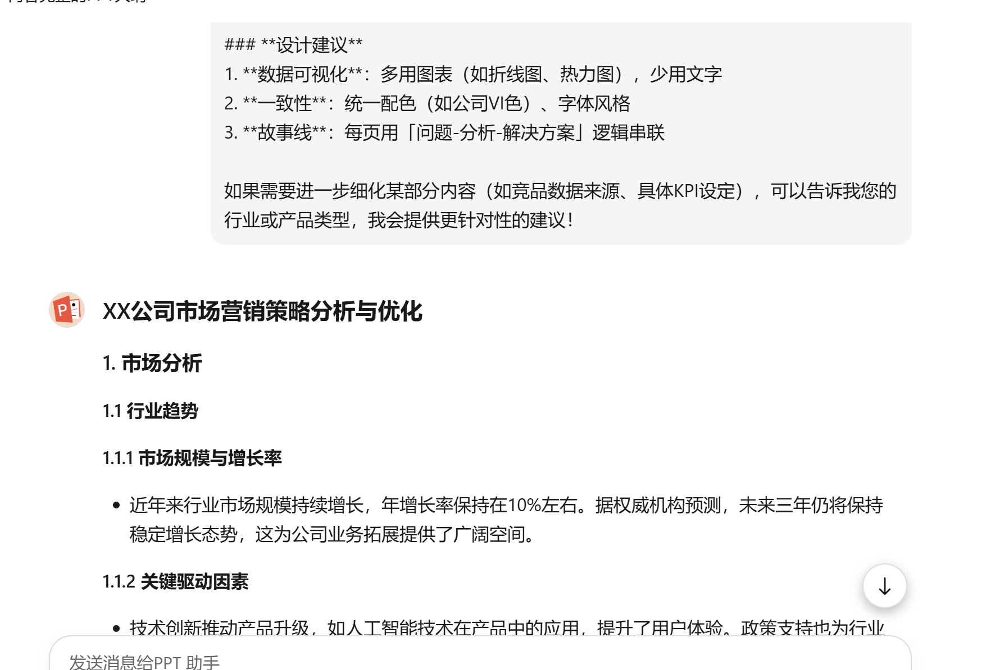 ### **设计建议**
1. **数据可视化**：多用图表（如折线图、热力图），少用文字
2. **一致性**：统一配色（如公司VI色）、字体风格
3. **故事线**：每页用「问题-分析-解决方案」逻辑串联
如果需要进一步细化某部分内容（如竞品数据来源、具体KPI设定），可以告诉我您的
行业或产品类型，我会提供更针对性的建议！
P
XX公司市场营销策略分析与优化
1. 市场分析
1.1 行业趋势
1.1.1 市场规模与增长率
• 近年来行业市场规模持续增长，年增长率保持在10%左右。据权威机构预测，未来三年仍将保持
稳定增长态势，这为公司业务拓展提供了广阔空间。
1.1.2 关键驱动因素
• 技术创新推动产品升级，如人工智能技术在产品中的应用，提升了用户体验。政策支持也为行业
发送消息给PPT 助手